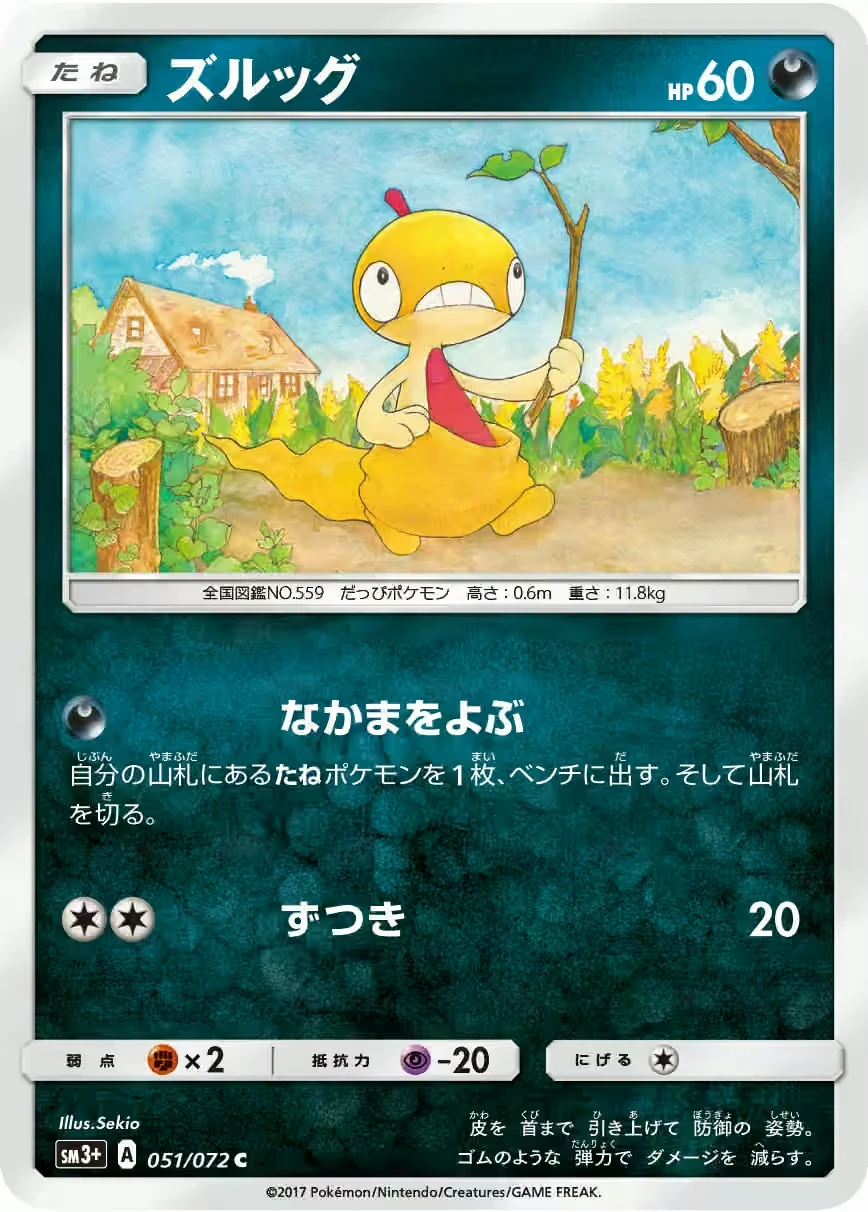 たね ズルッグ HP60
全国図鑑NO.559 だっぴポケモン 高さ:0.6m 重さ:11.8kg
なかまをよぶ
自分の山札にあるたねポケモンを1枚、ベンチに出す。そして山札
を切る。
ずつき 20
弱点 ×2 抵抗力 -20 にげる
Illus.Sekio
皮を 首まで 引き上げて 防御の 姿勢。
ゴムのような 弾力で ダメージを 減らす。
SM3+ A 051/072 C
©2017 Pokémon/Nintendo/Creatures/GAME FREAK.